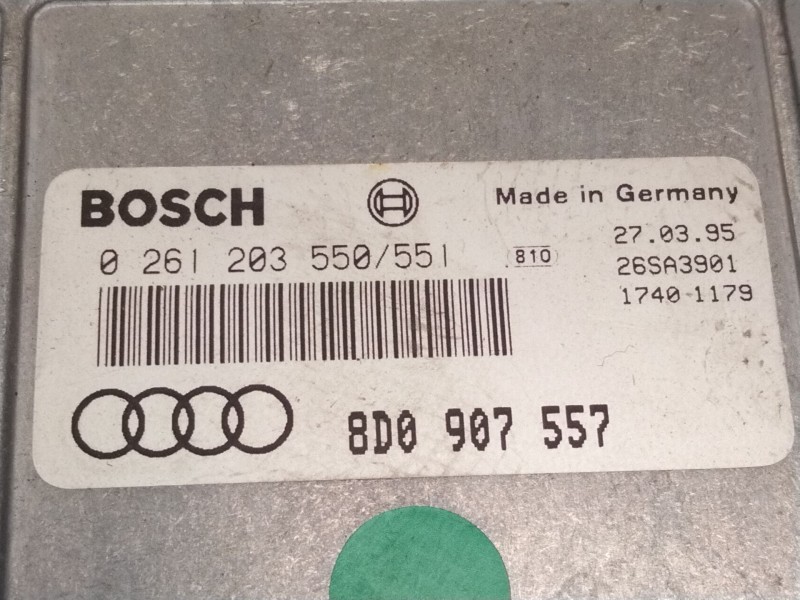 BOSCH
Made in Germany
0 261 203 550/551
810
27.03.95
26SA3901
1740 1179
8D0 907 557